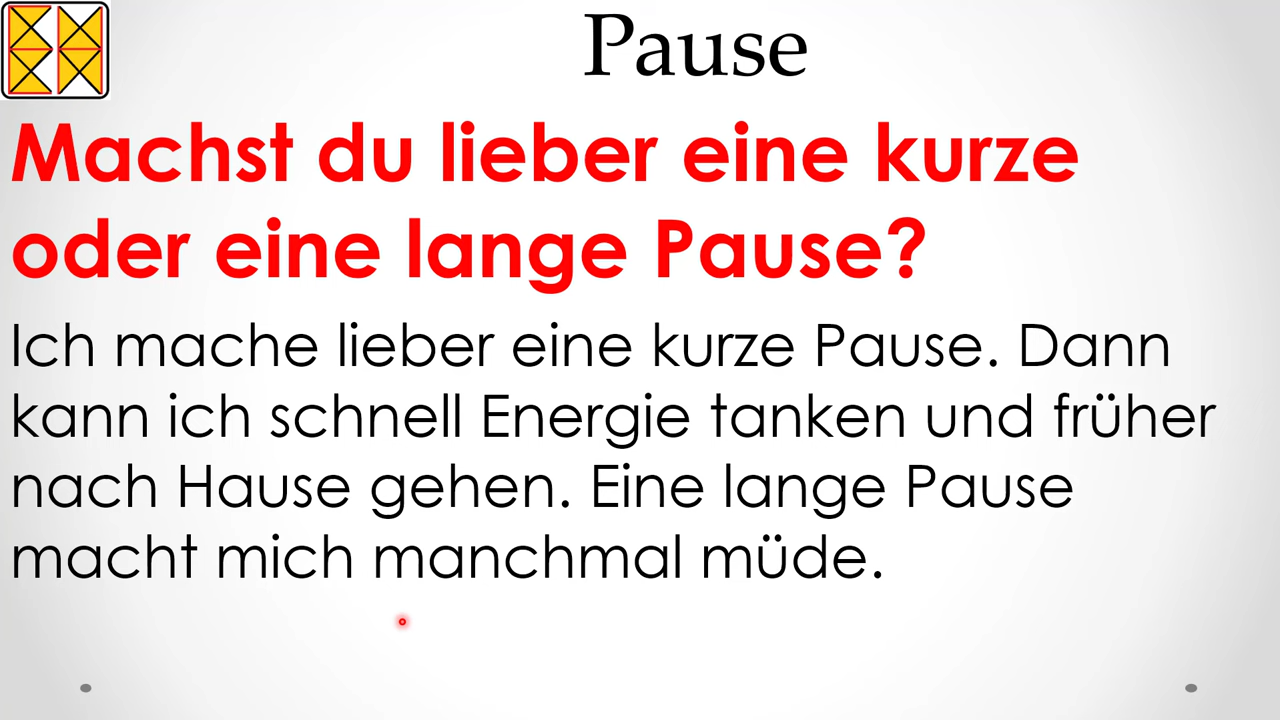 Pause
Machst du lieber eine kurze
oder eine lange Pause?
Ich mache lieber eine kurze Pause. Dann
kann ich schnell Energie tanken und früher
nach Hause gehen. Eine lange Pause
macht mich manchmal müde.